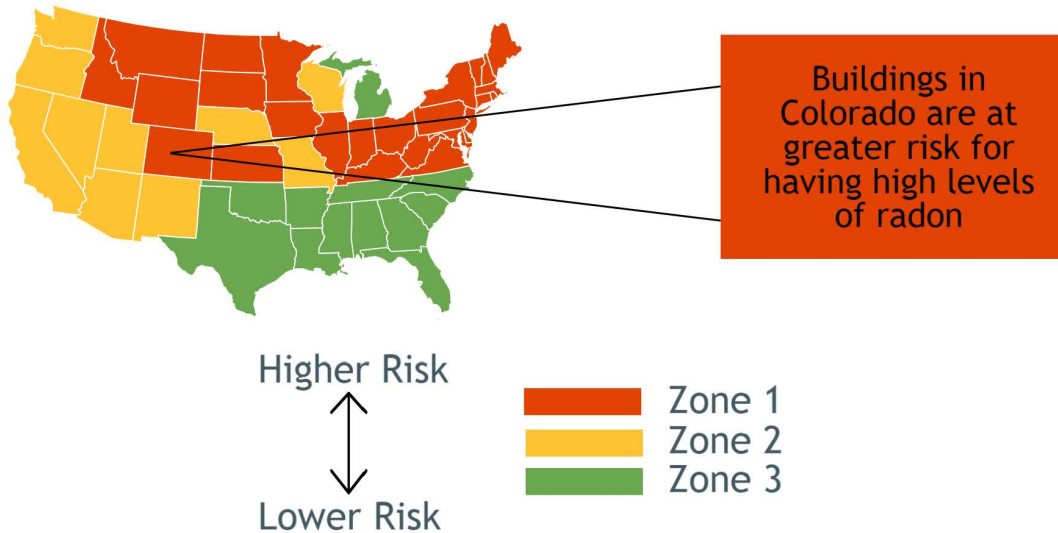 Buildings in
Colorado are at
greater risk for
having high levels
of radon
Higher Risk
Lower Risk
Zone 1
Zone 2
Zone 3